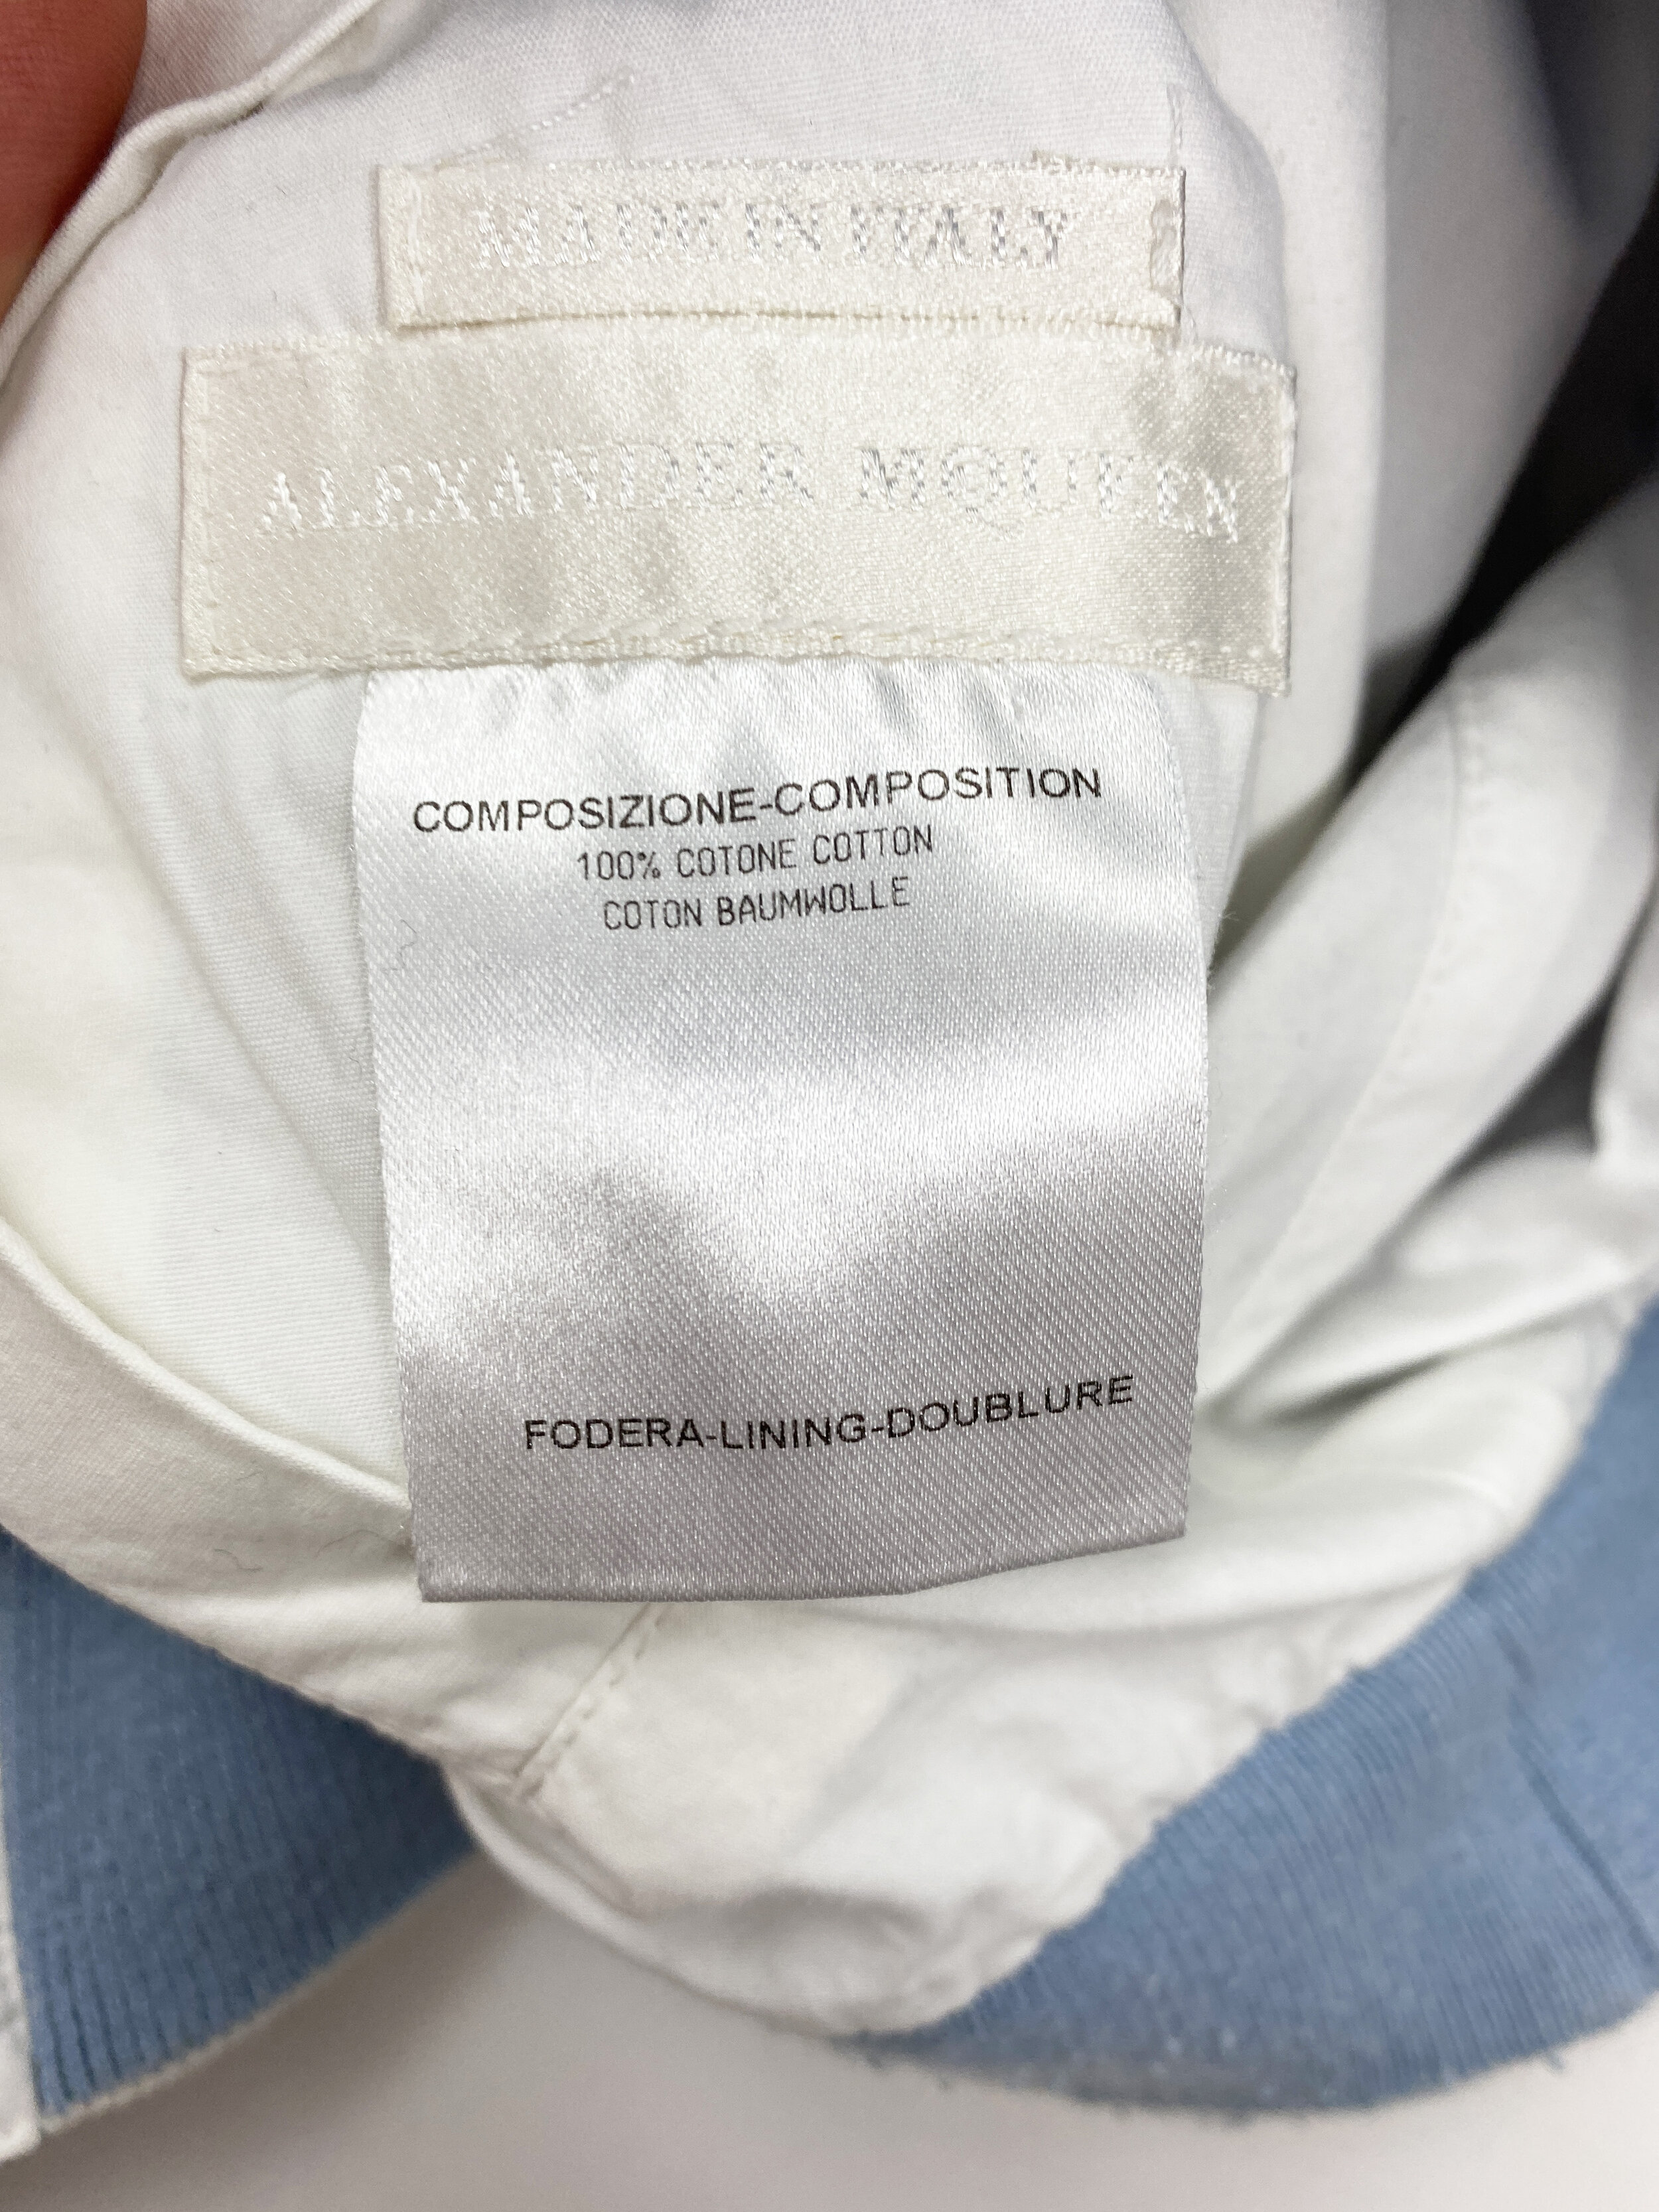 MADE IN ITALY
ALEXANDER MQUEEN
COMPOSIZIONE-COMPOSITION
100% COTONE COTTON
COTON BAUMWOLLE
FODERA-LINING-DOUBLURE